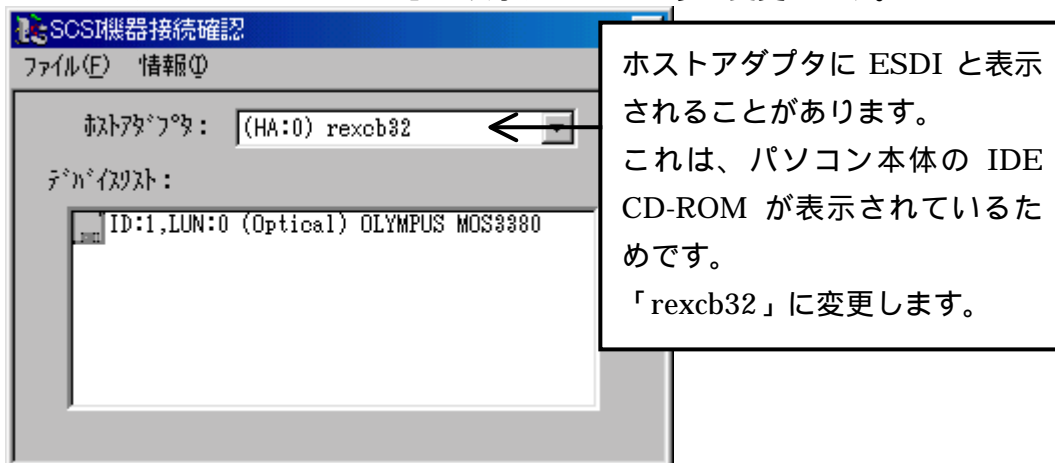 SCSI機器接続確認
ファイル(F) 情報(I)
ﾎｽﾄｱﾀﾞﾌﾟﾀ： (HA:0) rexcb32
ﾃﾞﾊﾞｲｽﾘｽﾄ：
ID:1,LUN:0 (Optical) OLYMPUS MOS3380
ホストアダプタに ESDI と表示
されることがあります。
これは、パソコン本体の IDE
CD-ROM が表示されているた
めです。
「rexcb32」に変更します。